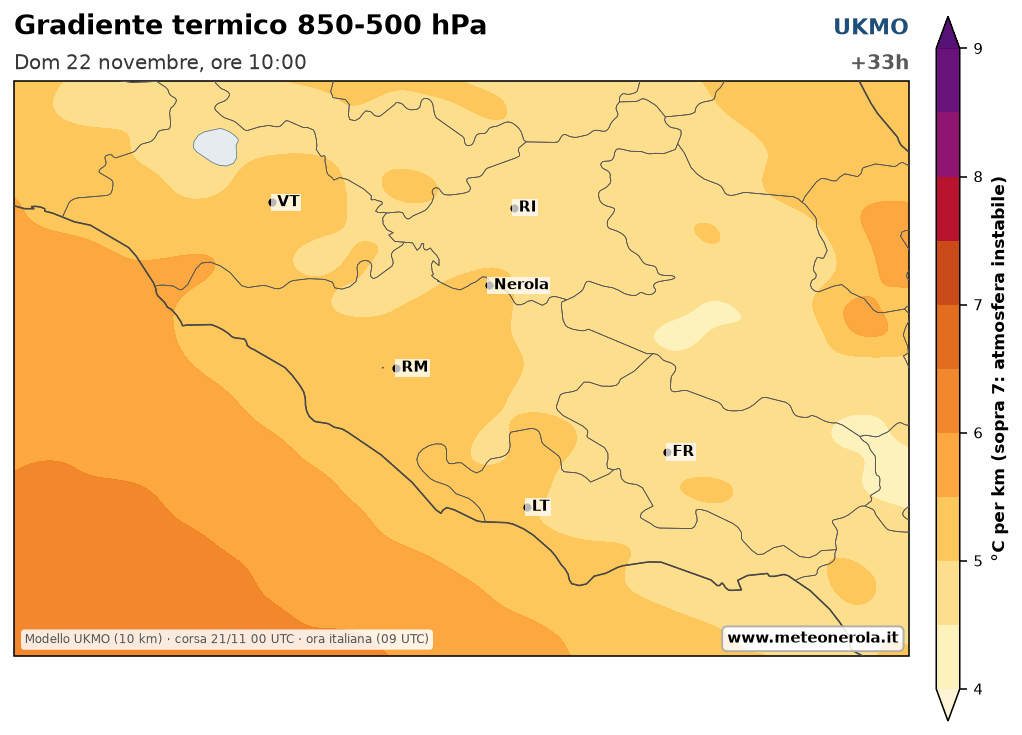 Gradiente termico 850-500 hPa
UKMO
Dom 22 novembre, ore 10:00
+33h
VT
RI
Nerola
RM
FR
LT
Modello UKMO (10 km) · corsa 21/11 00 UTC · ora italiana (09 UTC)
www.meteonerola.it
9
8
7
6
5
4
°C per km (sopra 7: atmosfera instabile)